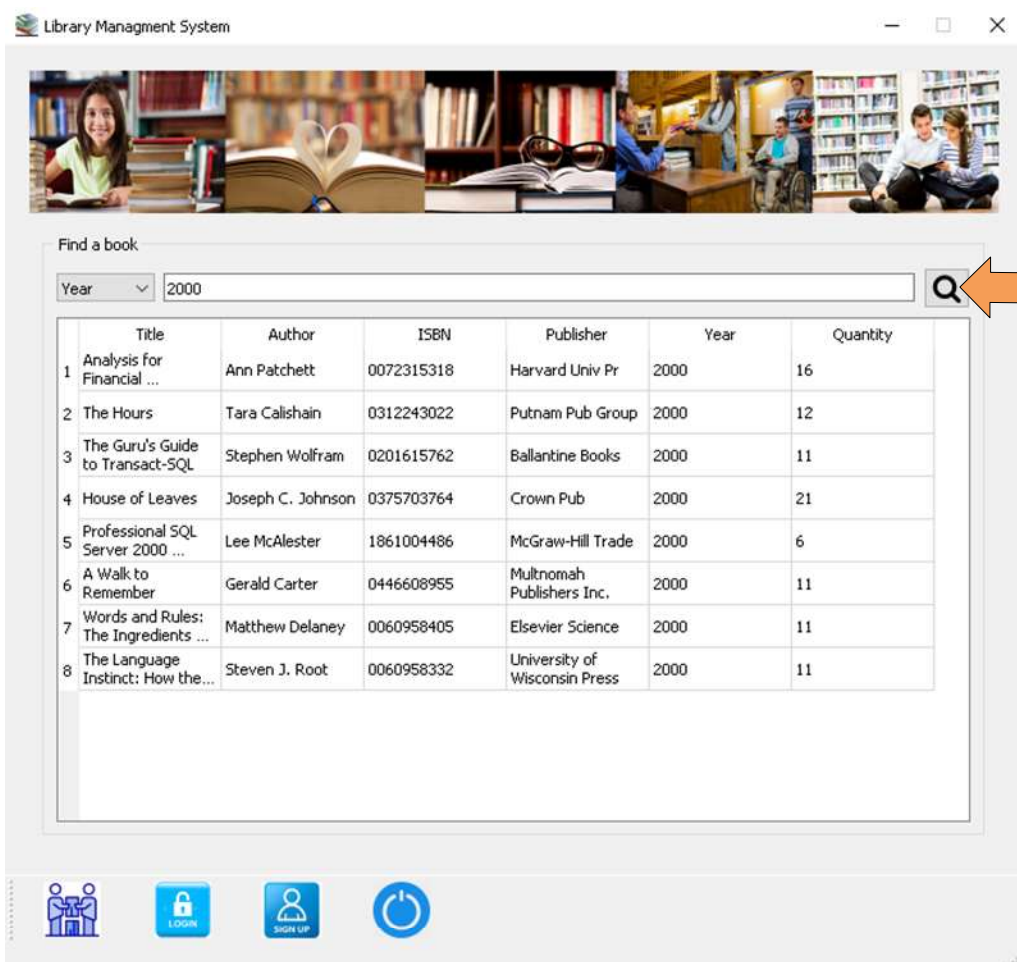 Library Managment System
Find a book
Year 2000
Title Author ISBN Publisher Year Quantity
1 Analysis for Financial ... Ann Patchett 0072315318 Harvard Univ Pr 2000 16
2 The Hours Tara Calishain 0312243022 Putnam Pub Group 2000 12
3 The Guru's Guide to Transact-SQL Stephen Wolfram 0201615762 Ballantine Books 2000 11
4 House of Leaves Joseph C. Johnson 0375703764 Crown Pub 2000 21
5 Professional SQL Server 2000 ... Lee McAlester 1861004486 McGraw-Hill Trade 2000 6
6 A Walk to Remember Gerald Carter 0446608955 Multnomah Publishers Inc. 2000 11
7 Words and Rules: The Ingredients ... Matthew Delaney 0060958405 Elsevier Science 2000 11
8 The Language Instinct: How the... Steven J. Root 0060958332 University of Wisconsin Press 2000 11
LOGIN
SIGN UP